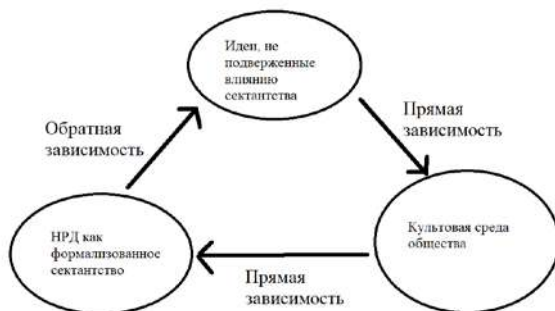 Идеи, не
подверженные
влиянию
сектантства
Обратная
зависимость
Прямая
зависимость
НРД как
формализованное
сектантство
Культовая среда
общества
Прямая
зависимость